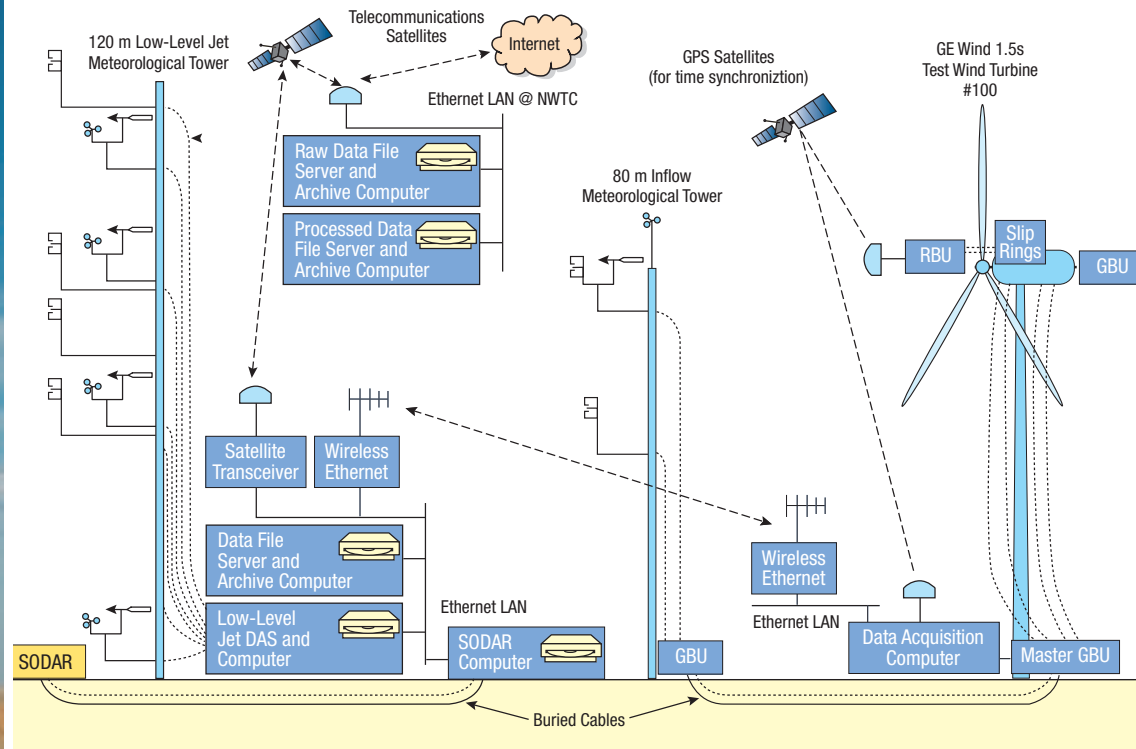 Telecommunications
Satellites
120 m Low-Level Jet
Meteorological Tower
Internet
Ethernet LAN @ NWTC
Raw Data File
Server and
Archive Computer
Processed Data
File Server and
Archive Computer
GPS Satellites
(for time synchroniztion)
GE Wind 1.5s
Test Wind Turbine
#100
80 m Inflow
Meteorological Tower
RBU
Slip
Rings
GBU
Satellite
Transceiver
Wireless
Ethernet
Data File
Server and
Archive Computer
Low-Level
Jet DAS and
Computer
Ethernet LAN
SODAR
Computer
SODAR
GBU
Wireless
Ethernet
Ethernet LAN
Data Acquisition
Computer
Master GBU
Buried Cables